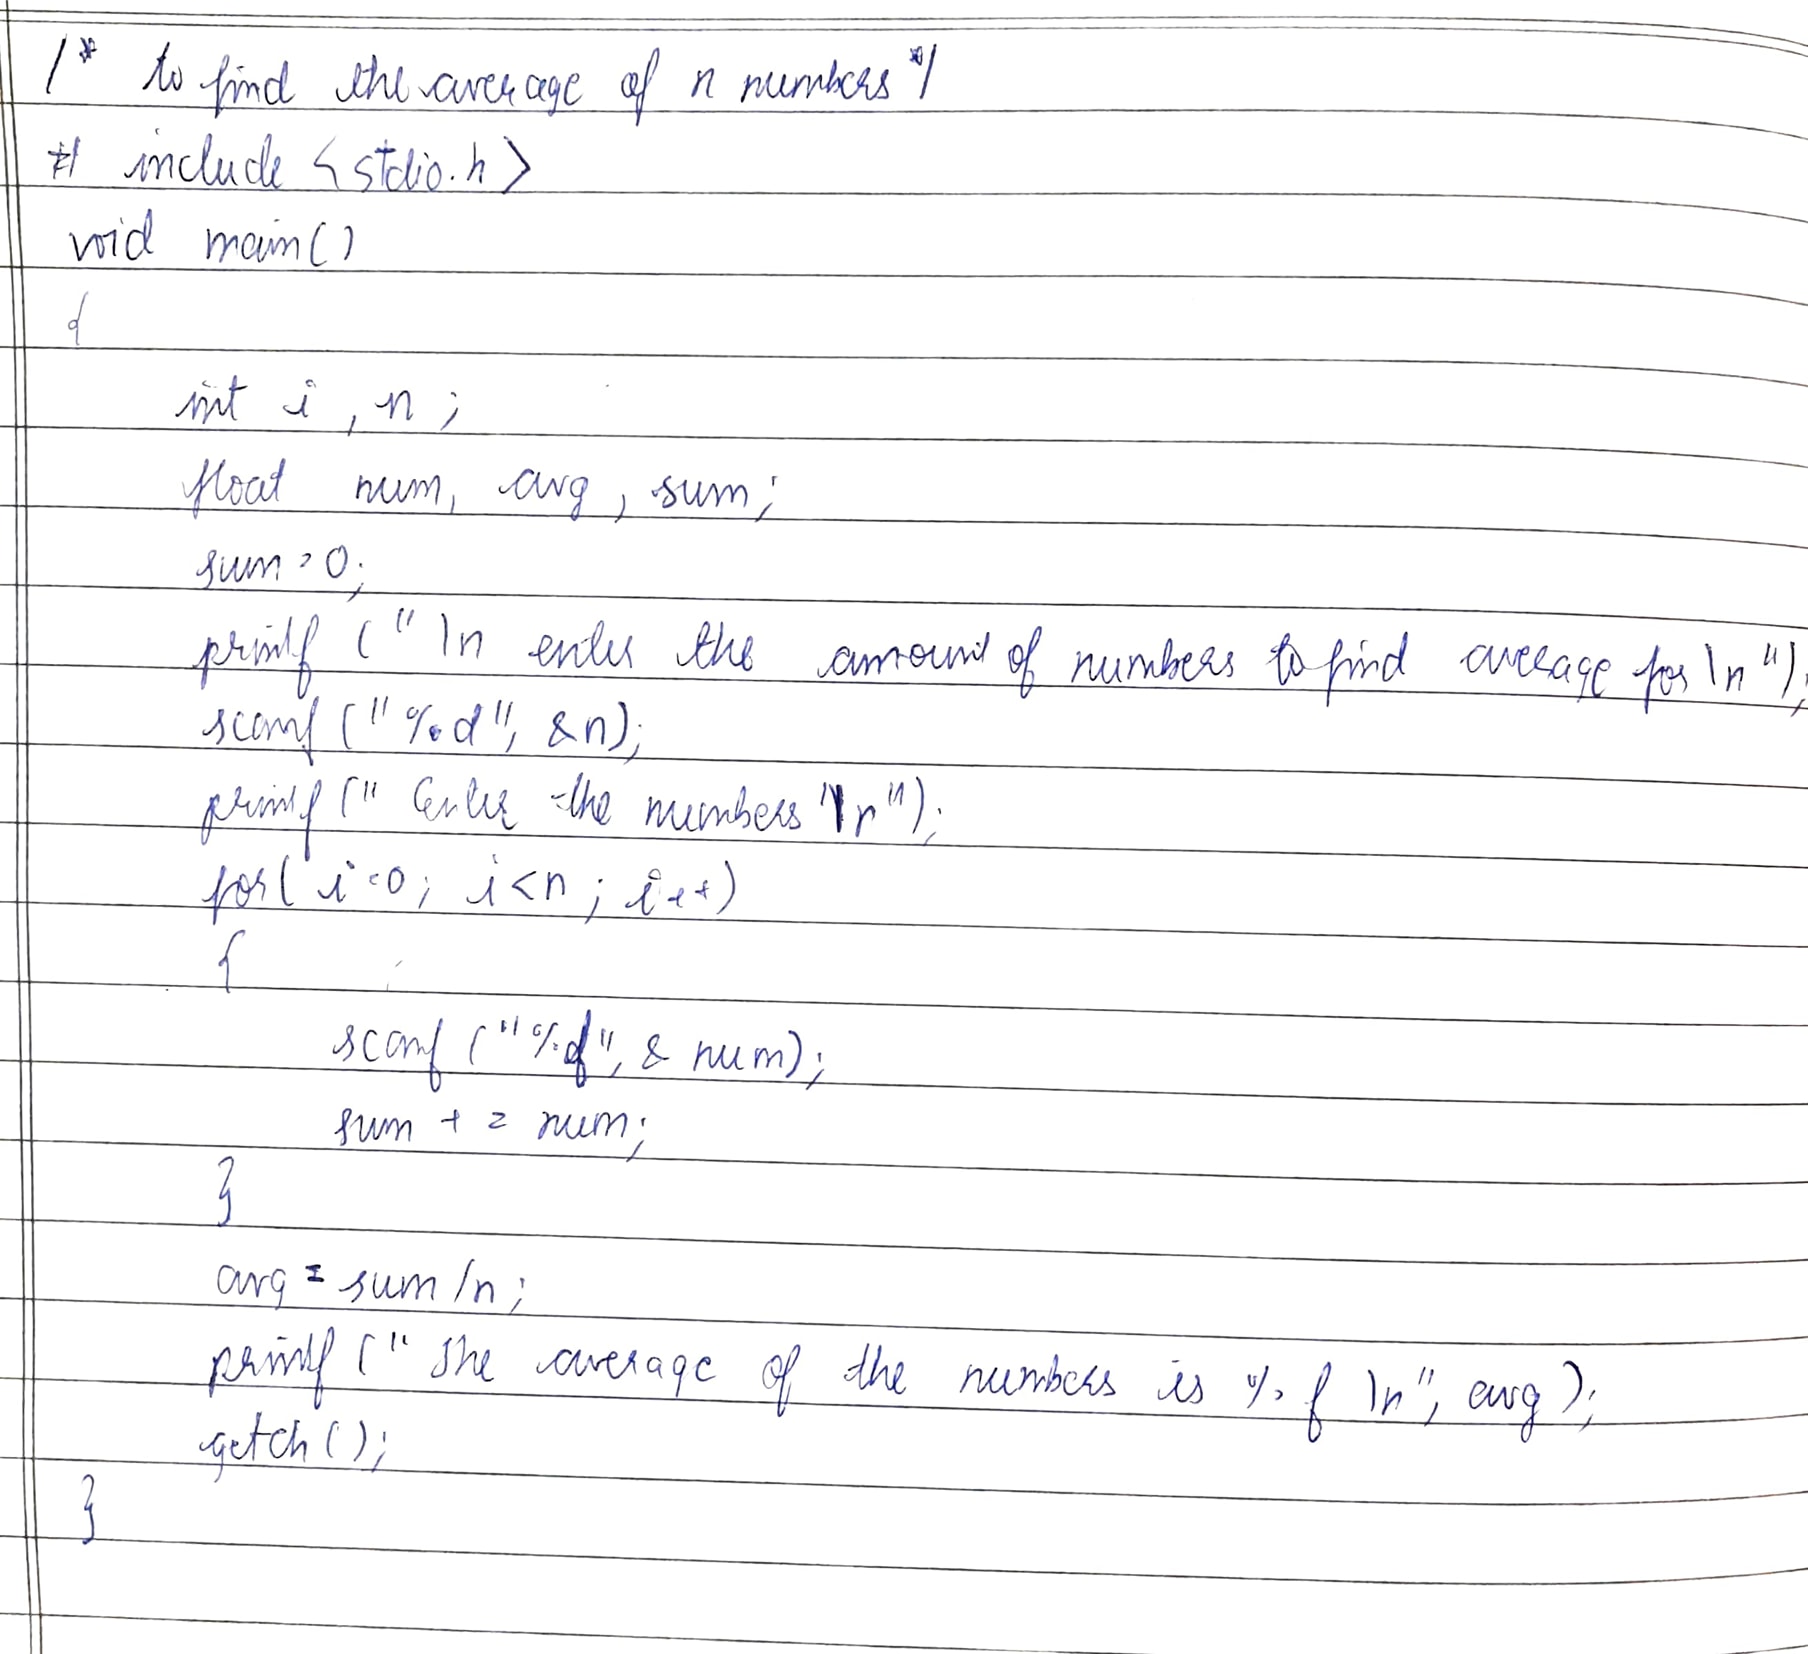 /* to find the average of n numbers */
# include <stdio.h>
void main()
{
int i, n;
float num, avg, sum;
sum = 0;
printf ("\n enter the amount of numbers to find average for \n");
scanf ("%d", &n);
printf (" Enter the numbers \n");
for( i=0; i<n; i++)
{
scanf ("%f", & num);
sum + = num;
}
avg = sum /n;
printf (" The average of the numbers is %f \n", avg);
getch();
}